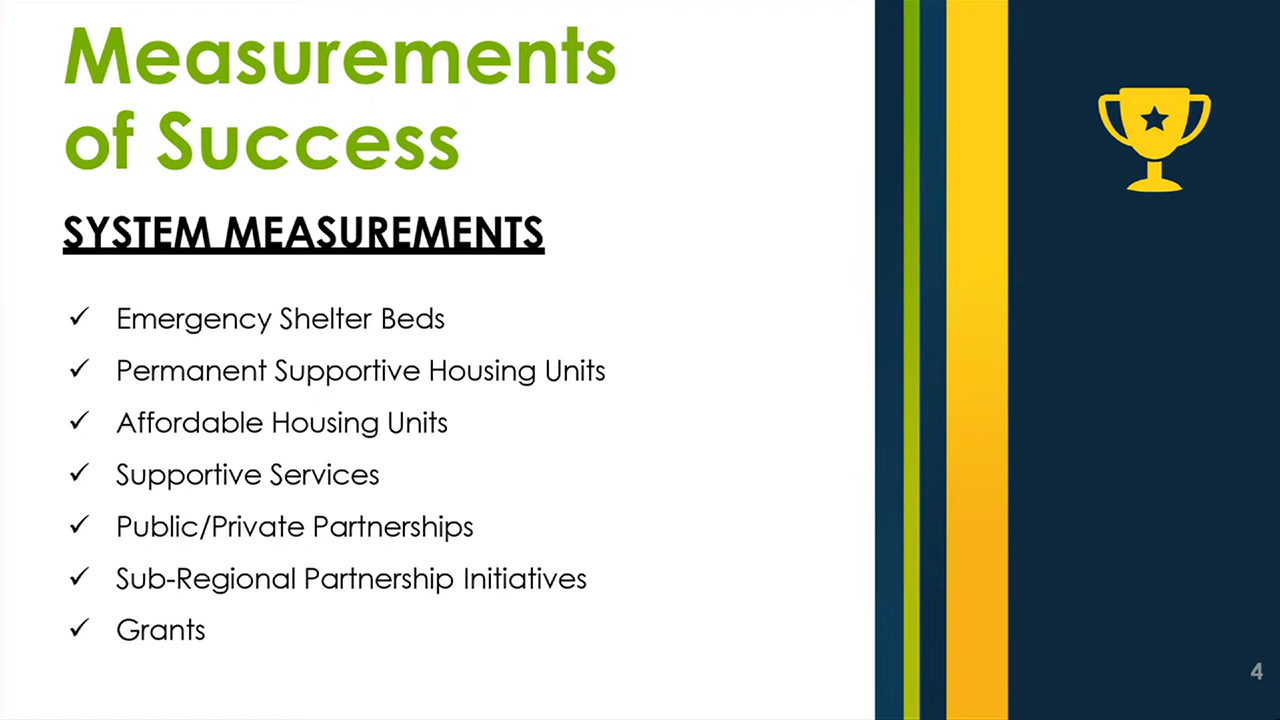 Measurements
of Success
SYSTEM MEASUREMENTS
✓ Emergency Shelter Beds
✓ Permanent Supportive Housing Units
✓ Affordable Housing Units
✓ Supportive Services
✓ Public/Private Partnerships
✓ Sub-Regional Partnership Initiatives
✓ Grants
4